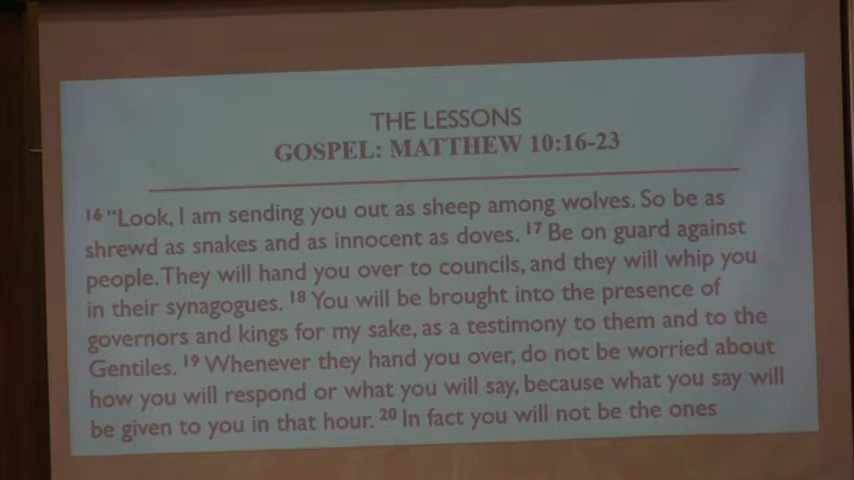 THE LESSONS
GOSPEL: MATTHEW 10:16-23
16 “Look, I am sending you out as sheep among wolves. So be as
shrewd as snakes and as innocent as doves. 17 Be on guard against
people. They will hand you over to councils, and they will whip you
in their synagogues. 18 You will be brought into the presence of
governors and kings for my sake, as a testimony to them and to the
Gentiles. 19 Whenever they hand you over, do not be worried about
how you will respond or what you will say, because what you say will
be given to you in that hour. 20 In fact you will not be the ones